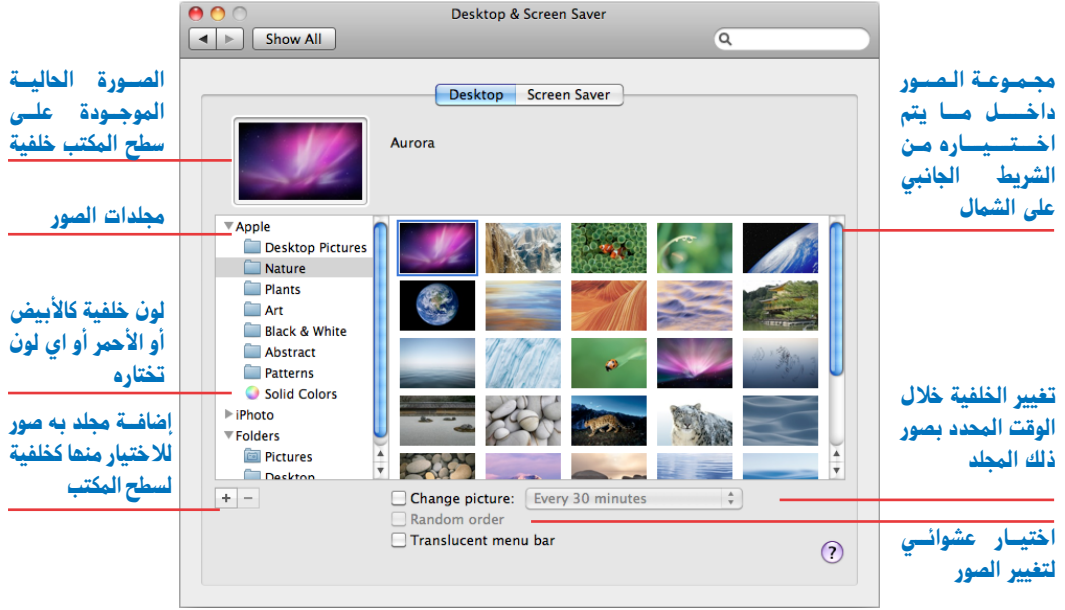 Desktop & Screen Saver
Show All
Desktop
Screen Saver
Aurora
Apple
Desktop Pictures
Nature
Plants
Art
Black & White
Abstract
Patterns
Solid Colors
iPhoto
Folders
Pictures
Desktop
+ −
Change picture:
Every 30 minutes
Random order
Translucent menu bar
?
مجموعة الصور
داخل ما يتم
اختياره من
الشريط الجانبي
على الشمال
تغيير الخلفية خلال
الوقت المحدد بصور
ذلك المجلد
اختيار عشوائي
لتغيير الصور
الصورة الحالية
الموجودة على
سطح المكتب خلفية
مجلدات الصور
لون خلفية كالأبيض
أو الأحمر أو اي لون
تختاره
إضافة مجلد به صور
للاختيار منها كخلفية
لسطح المكتب